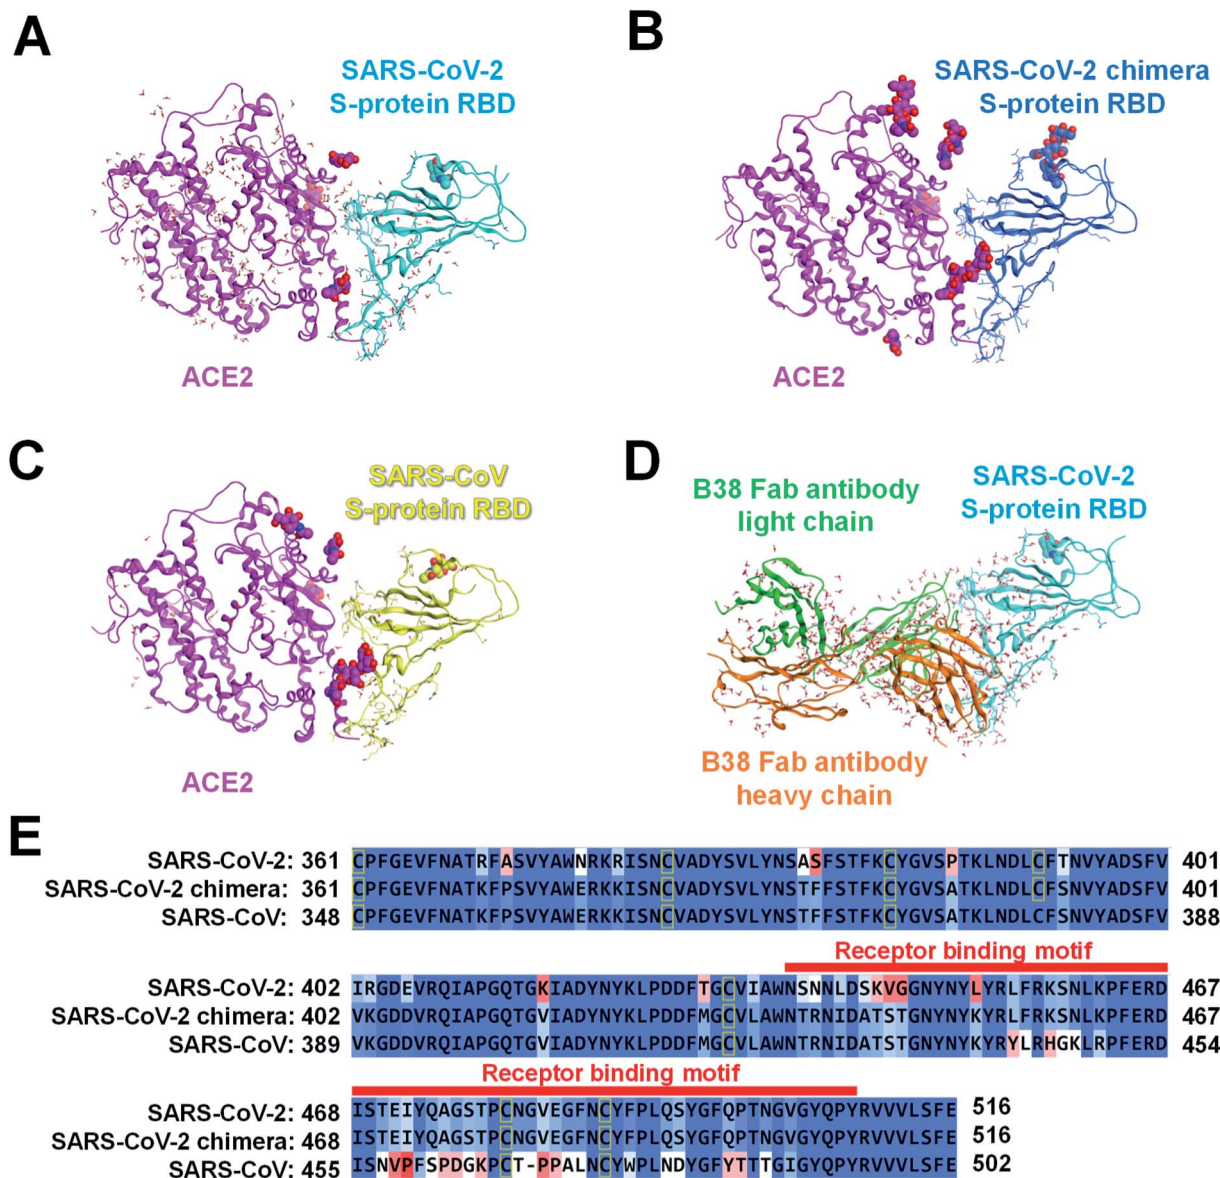 A
SARS-CoV-2
S-protein RBD
ACE2
B
SARS-CoV-2 chimera
S-protein RBD
ACE2
C
SARS-CoV
S-protein RBD
ACE2
D
B38 Fab antibody
light chain
SARS-CoV-2
S-protein RBD
B38 Fab antibody
heavy chain
E
SARS-CoV-2: 361 CPFGEVFNATRFASVYAWNRKRISNCVADYSVLYNSASFSTFKCYGVSPTKLNDLCFTNVYADSFV 401
SARS-CoV-2 chimera: 361 CPFGEVFNATKFPSVYAWERKKISNCVADYSVLYNSTFFSTFKCYGVSATKLNDLCFSNVYADSFV 401
SARS-CoV: 348 CPFGEVFNATKFPSVYAWERKKISNCVADYSVLYNSTFFSTFKCYGVSATKLNDLCFSNVYADSFV 388
Receptor binding motif
SARS-CoV-2: 402 IRGDEVRQIAPGQTGKIADYNYKLPDDFTGCVIAWNSNNLDSKVGGNYNYLYRLFRKSNLKPFERD 467
SARS-CoV-2 chimera: 402 VKGDDVRQIAPGQTGVIADYNYKLPDDFMGCVLAWNTRNIDATSTGNYNYKYRLFRKSNLKPFERD 467
SARS-CoV: 389 VKGDDVRQIAPGQTGVIADYNYKLPDDFMGCVLAWNTRNIDATSTGNYNYKYRYLRHGKLRPFERD 454
Receptor binding motif
SARS-CoV-2: 468 ISTEIYQAGSTPCNGVEGFNCYFPLQSYGFQPTNGVGYQPYRVVVLSFE 516
SARS-CoV-2 chimera: 468 ISTEIYQAGSTPCNGVEGFNCYFPLQSYGFQPTNGVGYQPYRVVVLSFE 516
SARS-CoV: 455 ISNVPFSPDGKPCT-PPALNCYWPLNDYGFYTTTGIGYQPYRVVVLSFE 502